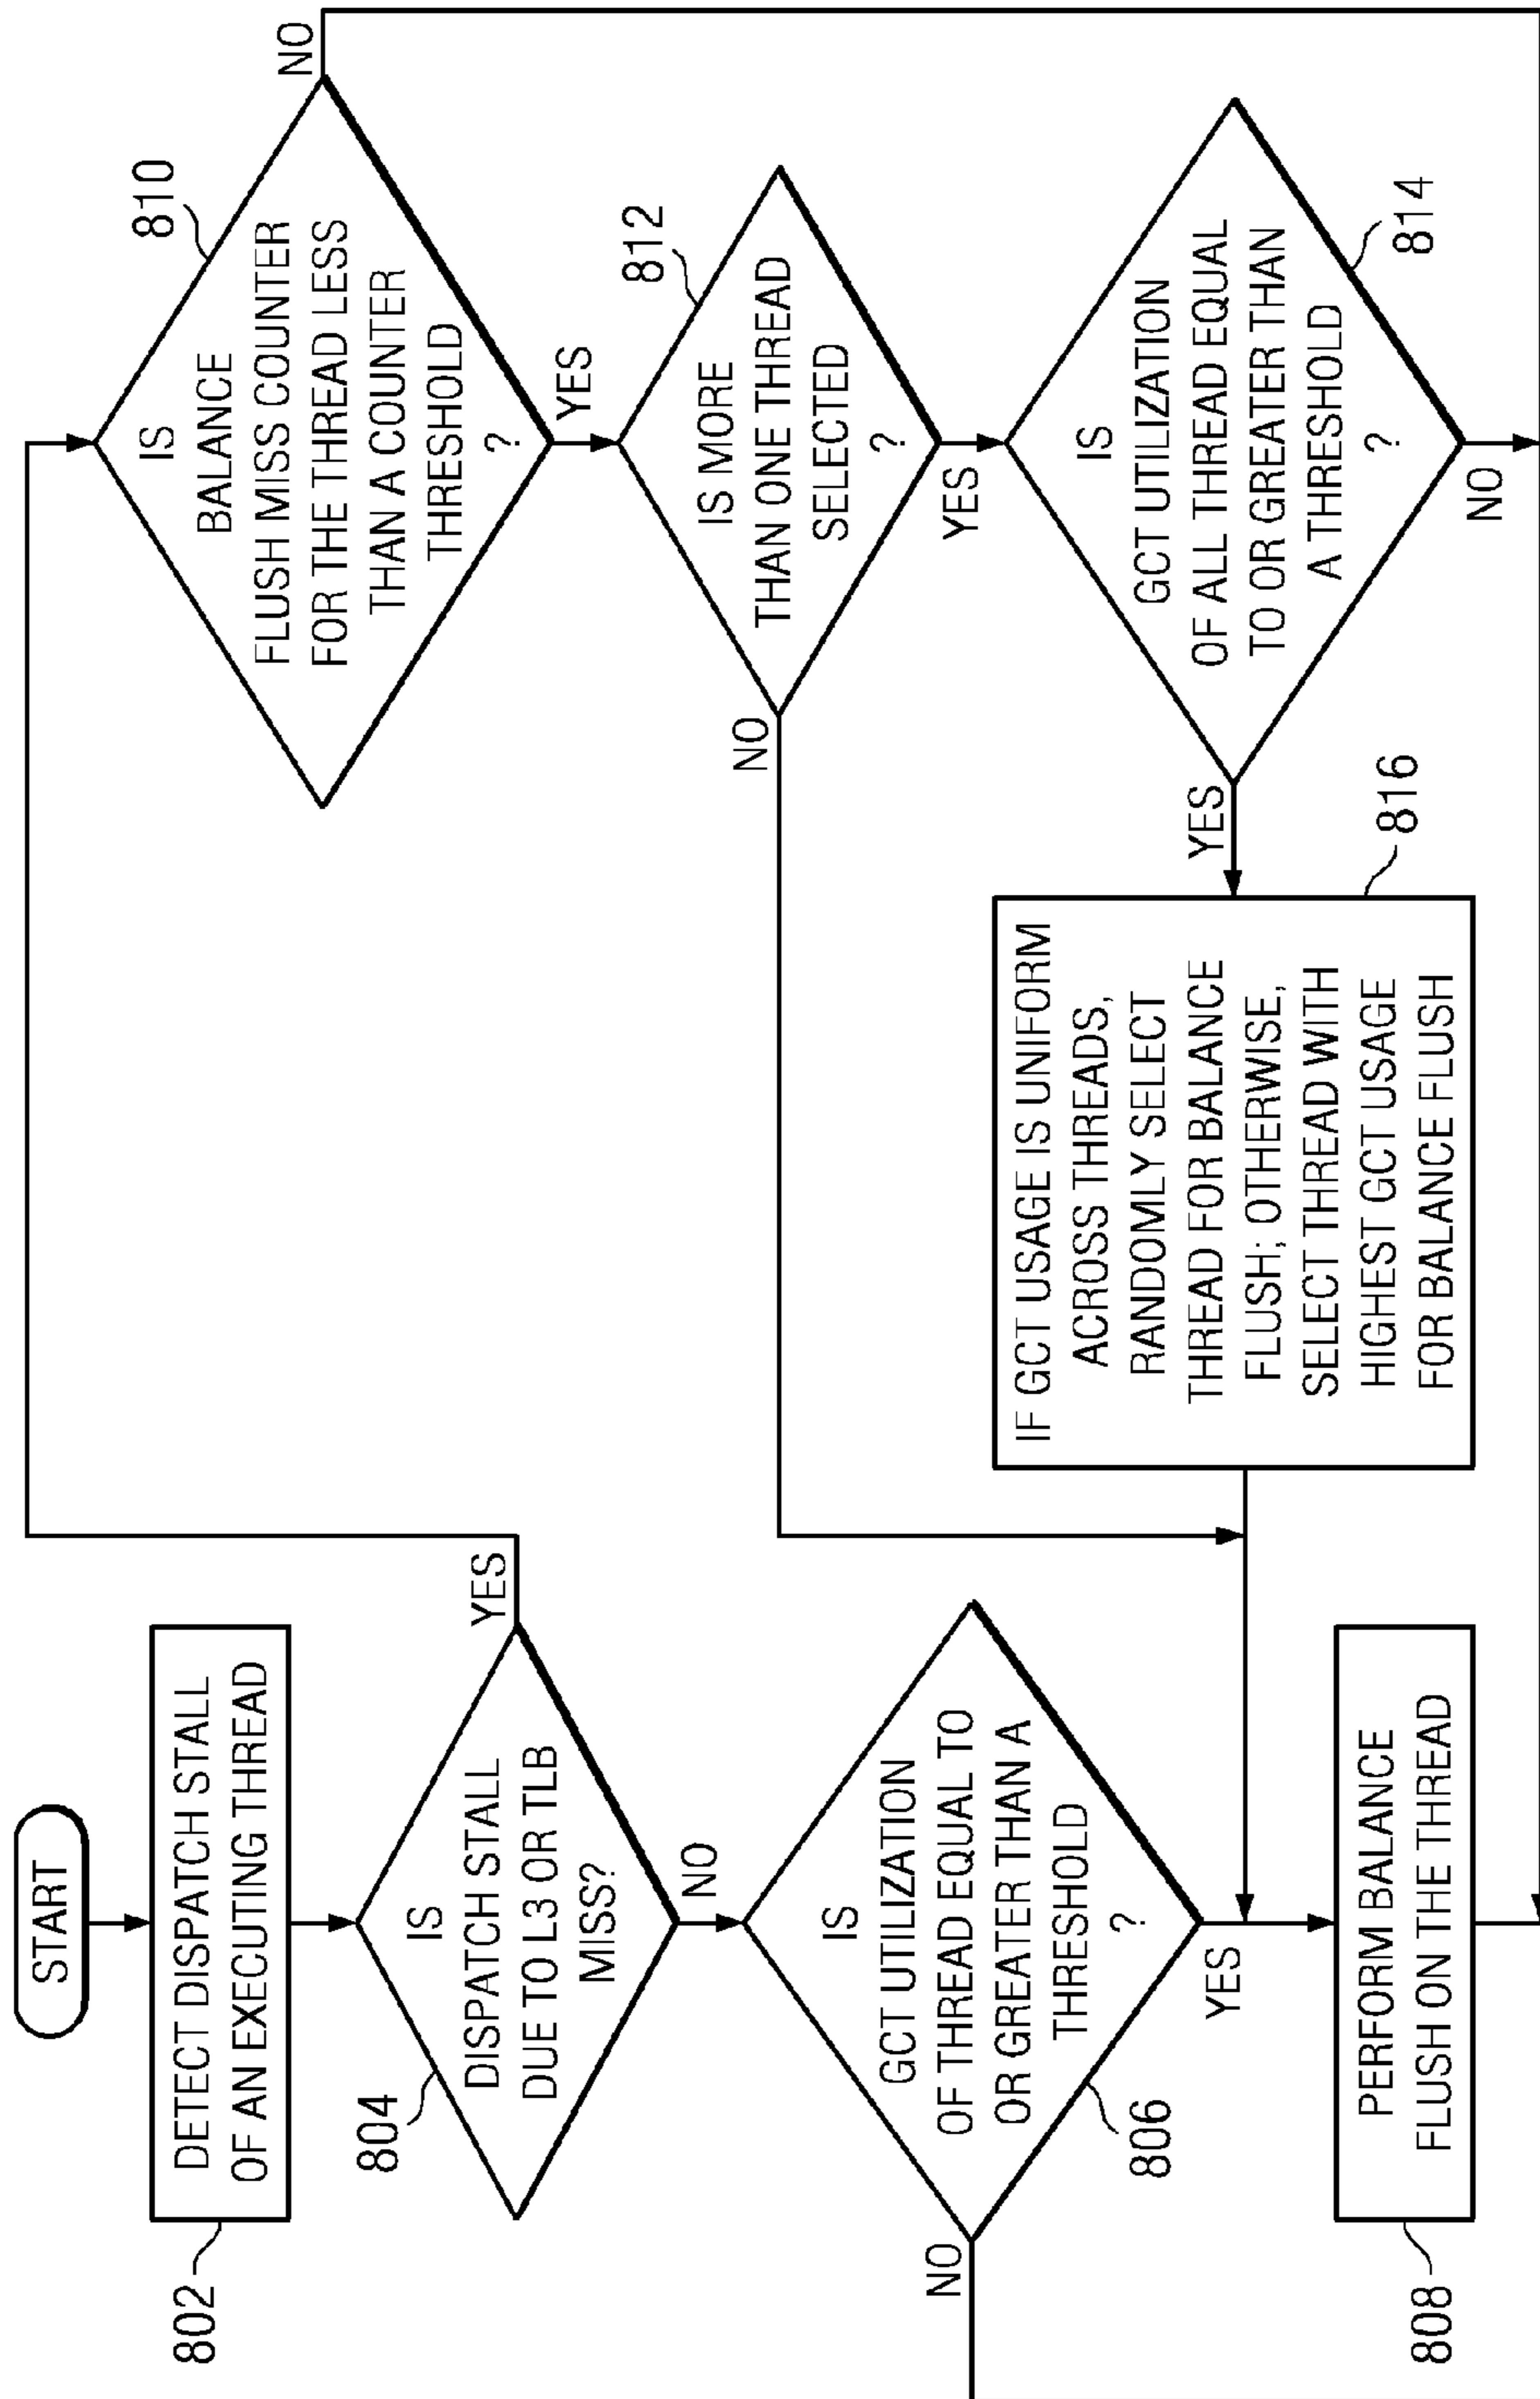 START
802
DETECT DISPATCH STALL
OF AN EXECUTING THREAD
804
IS
DISPATCH STALL
DUE TO L3 OR TLB
MISS?
YES
NO
IS
GCT UTILIZATION
OF THREAD EQUAL TO
OR GREATER THAN A
THRESHOLD
?
806
NO
YES
808
PERFORM BALANCE
FLUSH ON THE THREAD
810
IS
BALANCE
FLUSH MISS COUNTER
FOR THE THREAD LESS
THAN A COUNTER
THRESHOLD
?
NO
YES
812
IS MORE
THAN ONE THREAD
SELECTED
?
NO
YES
IS
GCT UTILIZATION
OF ALL THREAD EQUAL
TO OR GREATER THAN
A THRESHOLD
?
814
YES
NO
IF GCT USAGE IS UNIFORM
ACROSS THREADS,
RANDOMLY SELECT
THREAD FOR BALANCE
FLUSH; OTHERWISE,
SELECT THREAD WITH
HIGHEST GCT USAGE
FOR BALANCE FLUSH
816